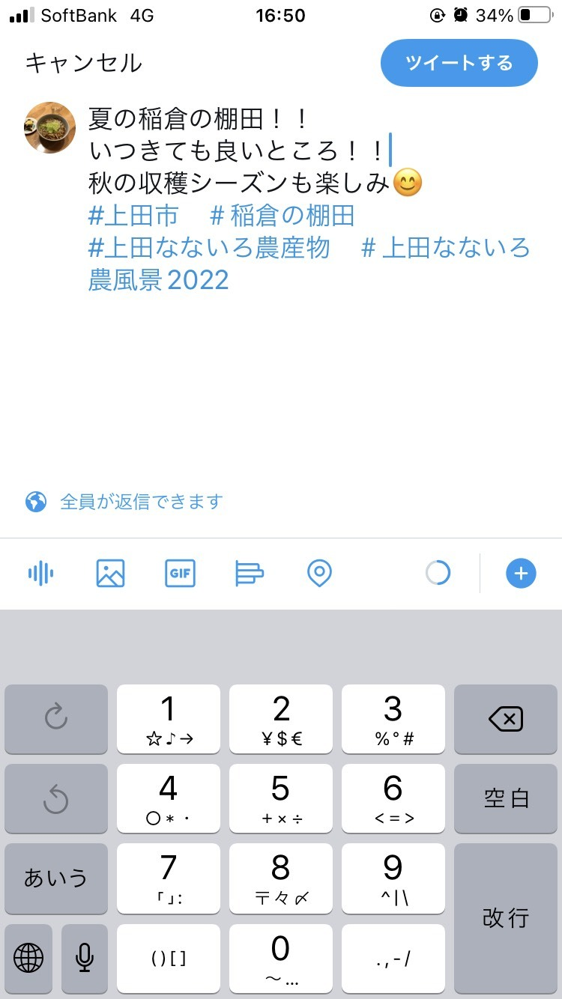 SoftBank 4G 16:50 34%
キャンセル ツイートする
夏の稲倉の棚田！！
いつきても良いところ！！
秋の収穫シーズンも楽しみ😊
#上田市　＃稲倉の棚田
#上田なないろ農産物　＃上田なないろ
農風景2022
全員が返信できます
GIF
1 2 3
☆♪→ ¥$€ %°#
4 5 6 空白
○*・ +×÷ <=>
あいう 7 8 9
「」: 〒々〆 ^|\
改行
()[] 0 .,-/
〜…